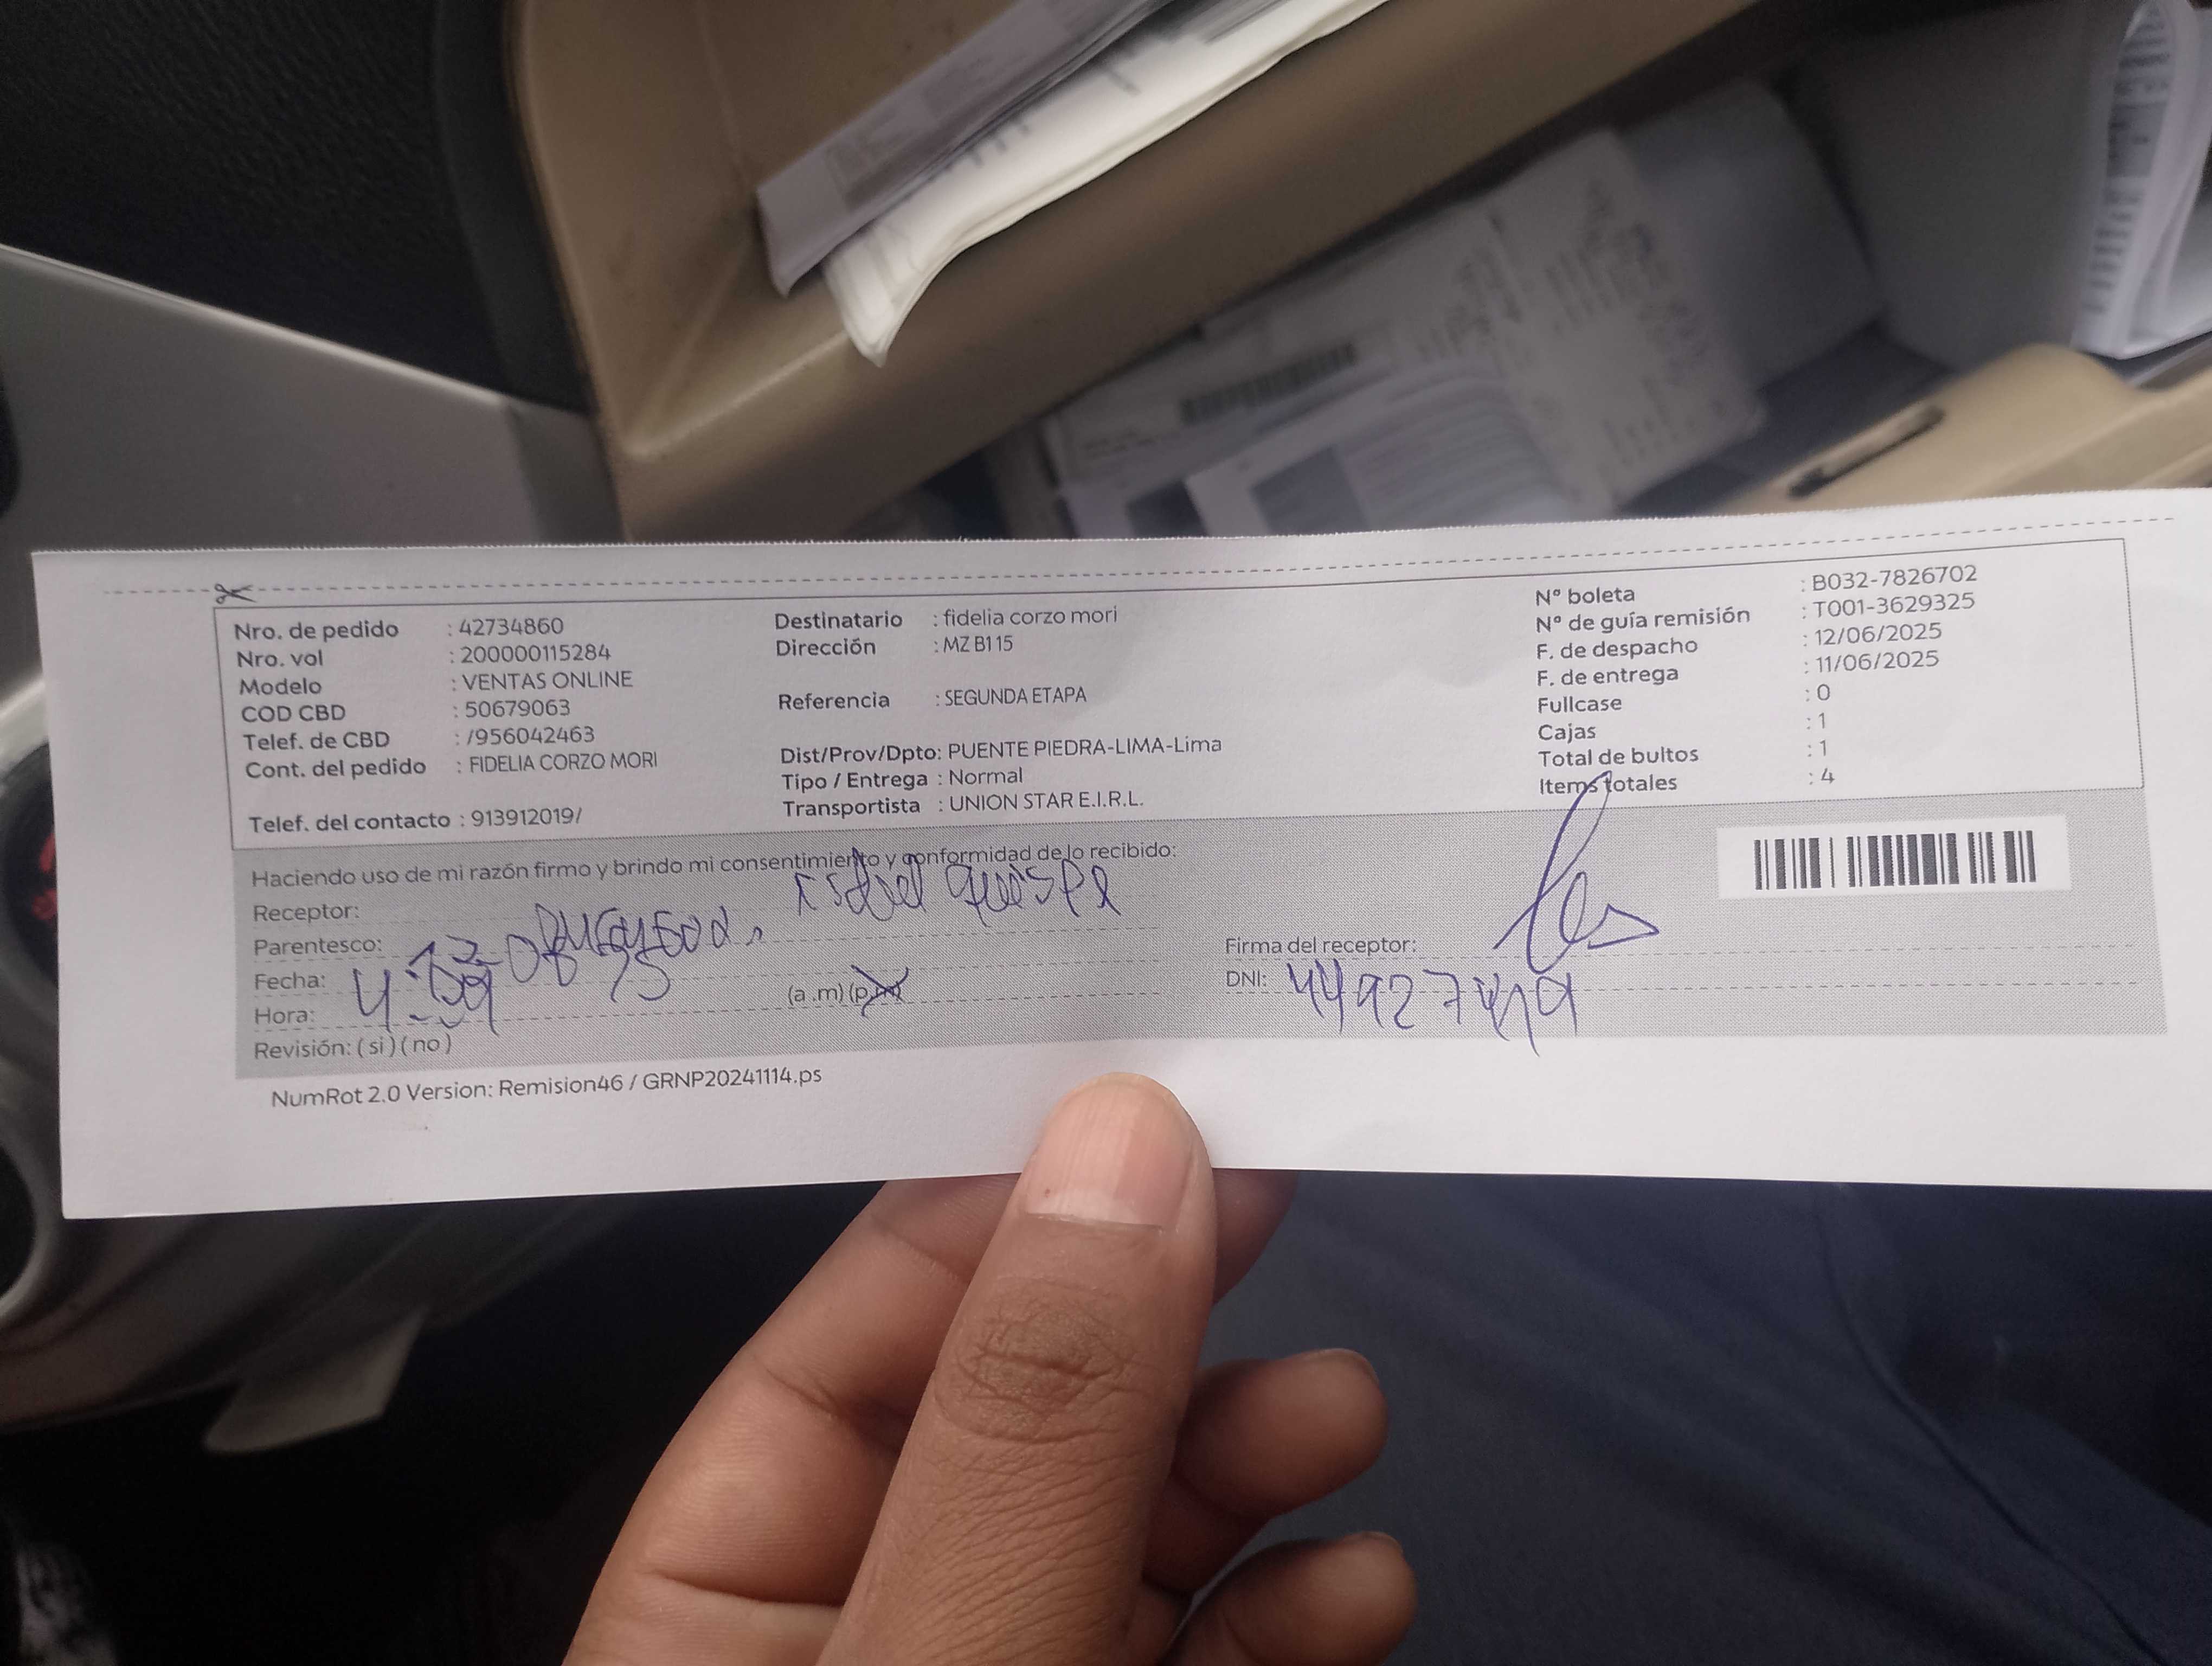 Nro. de pedido : 42734860
Nro. vol : 200000115284
Modelo : VENTAS ONLINE
COD CBD : 50679063
Telef. de CBD : /956042463
Cont. del pedido : FIDELIA CORZO MORI
Telef. del contacto : 913912019/
Destinatario : fidelia corzo mori
Dirección : MZ B1 15
Referencia : SEGUNDA ETAPA
Dist/Prov/Dpto: PUENTE PIEDRA-LIMA-Lima
Tipo / Entrega : Normal
Transportista : UNION STAR E.I.R.L.
Nº boleta : B032-7826702
Nº de guía remisión : T001-3629325
F. de despacho : 12/06/2025
F. de entrega : 11/06/2025
Fullcase : 0
Cajas : 1
Total de bultos : 1
Items totales : 4
Haciendo uso de mi razón firmo y brindo mi consentimiento y conformidad de lo recibido:
Receptor: quispe
Parentesco:
Fecha:
Hora: (a .m) (p.m)
Revisión: ( si ) ( no )
Firma del receptor:
DNI:
NumRot 2.0 Version: Remision46 / GRNP20241114.ps